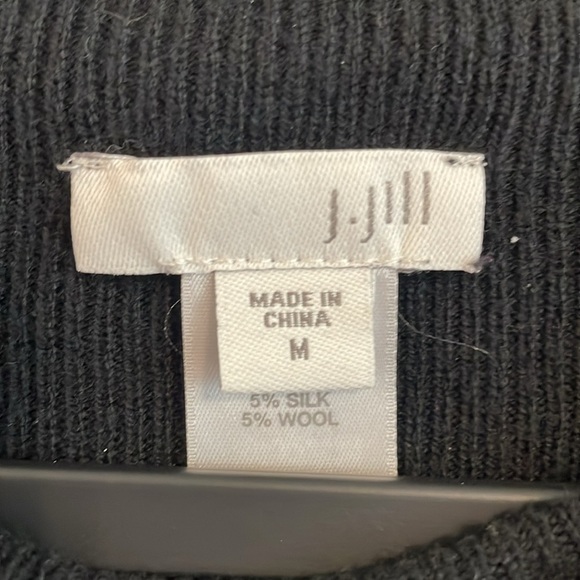 J.Jill
MADE IN
CHINA
M
5% SILK
5% WOOL